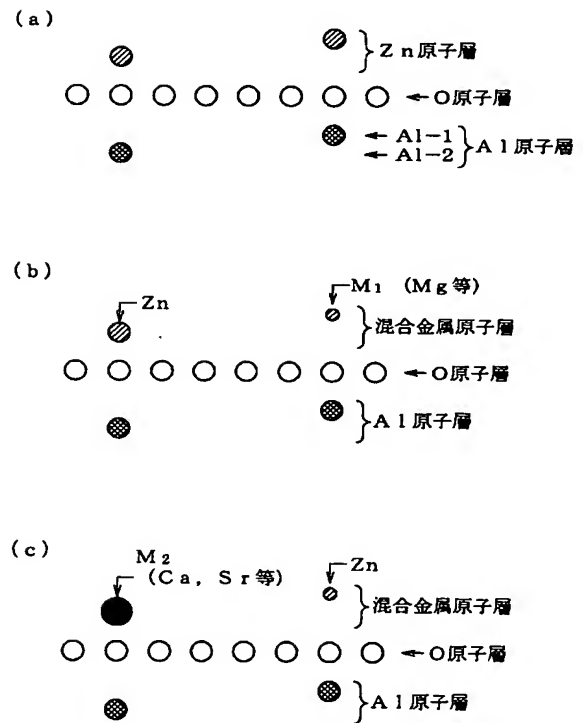 (a)
Zn原子層
←O原子層
←Al-1
←Al-2
Al原子層
(b)
Zn
M1 (Mg等)
混合金属原子層
←O原子層
Al原子層
(c)
M2
(Ca, Sr等)
Zn
混合金属原子層
←O原子層
Al原子層